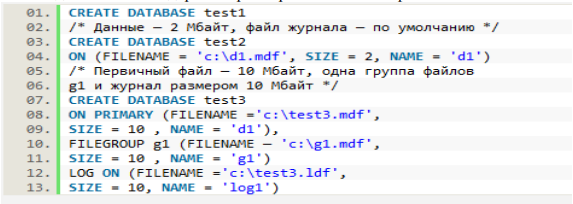 01. CREATE DATABASE test1
02. /* Данные – 2 Мбайт, файл журнала – по умолчанию */
03. CREATE DATABASE test2
04. ON (FILENAME = 'c:\d1.mdf', SIZE = 2, NAME = 'd1')
05. /* Первичный файл – 10 Мбайт, одна группа файлов
06. g1 и журнал размером 10 Мбайт */
07. CREATE DATABASE test3
08. ON PRIMARY (FILENAME ='c:\test3.mdf',
09. SIZE = 10 , NAME = 'd1'),
10. FILEGROUP g1 (FILENAME – 'c:\g1.mdf',
11. SIZE = 10 , NAME = 'g1')
12. LOG ON (FILENAME ='c:\test3.ldf',
13. SIZE = 10, NAME = 'log1')